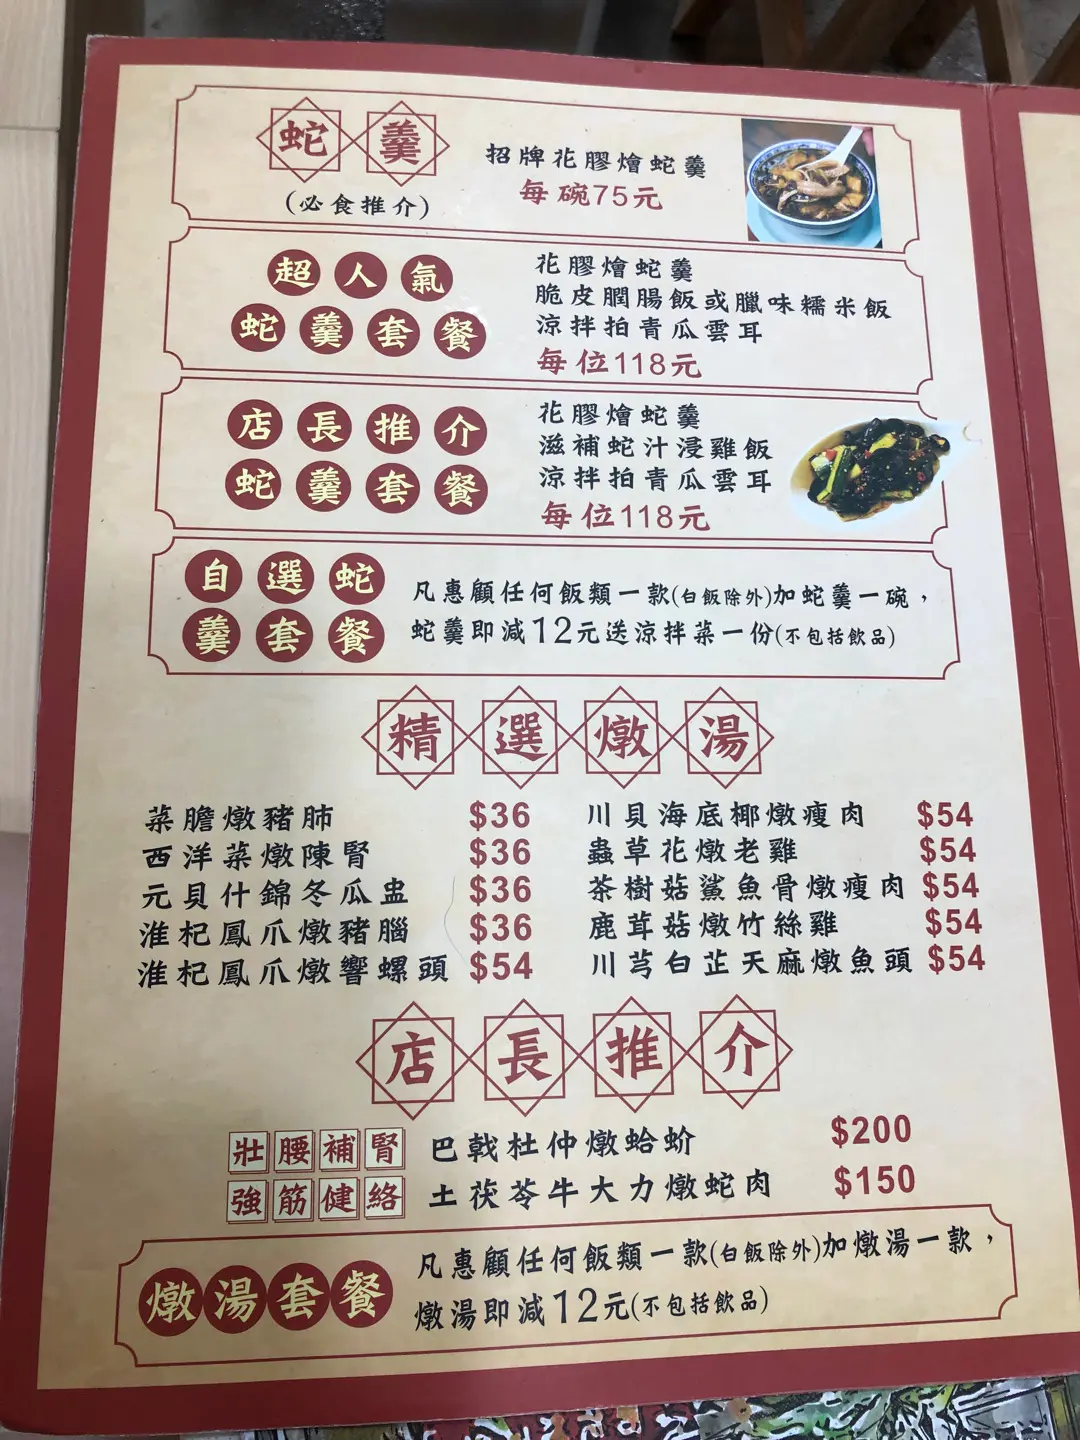 蛇羹
(必食推介)
招牌花膠燴蛇羹
每碗75元
超人氣
蛇羹套餐
花膠燴蛇羹
脆皮膶腸飯或臘味糯米飯
涼拌拍青瓜雲耳
每位118元
店長推介
蛇羹套餐
花膠燴蛇羹
滋補蛇汁浸雞飯
涼拌拍青瓜雲耳
每位118元
自選蛇
羹套餐
凡惠顧任何飯類一款(白飯除外)加蛇羹一碗，
蛇羹即減12元送涼拌菜一份(不包括飲品)
精選燉湯
菜膽燉豬肺 $36
西洋菜燉陳腎 $36
元貝什錦冬瓜盅 $36
淮杞鳳爪燉豬腦 $36
淮杞鳳爪燉響螺頭 $54
川貝海底椰燉瘦肉 $54
蟲草花燉老雞 $54
茶樹菇鯊魚骨燉瘦肉 $54
鹿茸菇燉竹絲雞 $54
川芎白芷天麻燉魚頭 $54
店長推介
壯腰補腎 巴戟杜仲燉蛤蚧 $200
強筋健絡 土茯苓牛大力燉蛇肉 $150
燉湯套餐
凡惠顧任何飯類一款(白飯除外)加燉湯一款，
燉湯即減12元(不包括飲品)